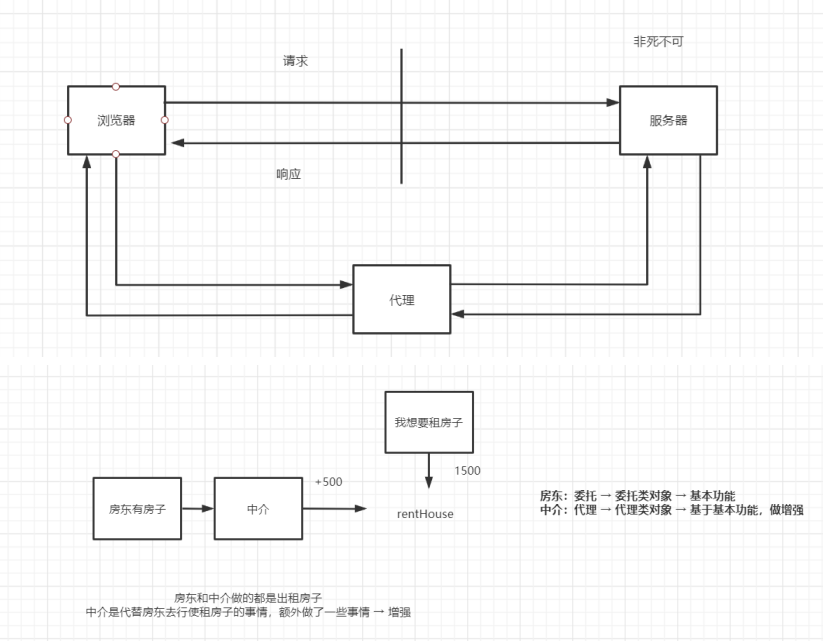 非死不可
请求
浏览器
服务器
响应
代理
我想要租房子
1500
+500
房东有房子
中介
rentHouse
房东：委托 → 委托类对象 → 基本功能
中介：代理 → 代理类对象 → 基于基本功能，做增强
房东和中介做的都是出租房子
中介是代替房东去行使租房子的事情，额外做了一些事情 → 增强